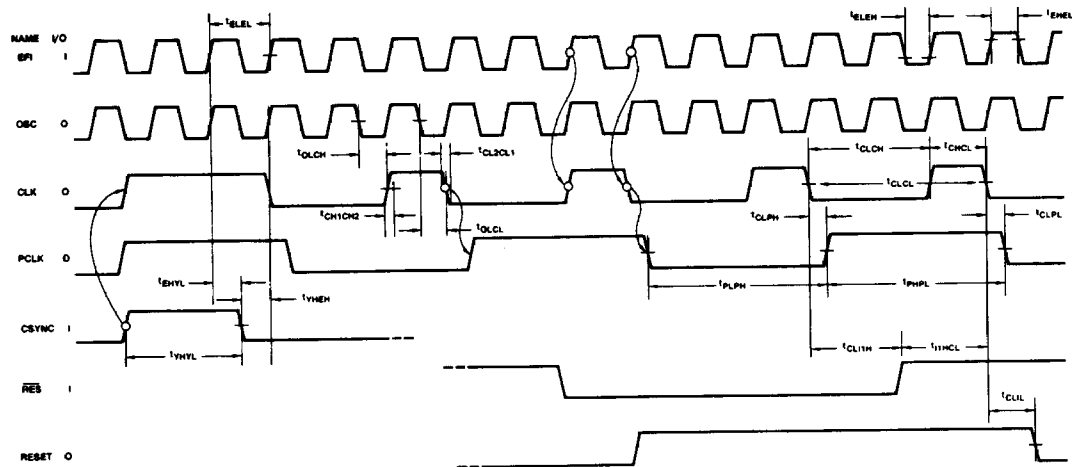 tELEL
tELEH
tEHEL
NAME I/O
EFI I
OSC O
tOLCH
tCL2CL1
tCLCH
tCHCL
CLK O
tCLCL
tCH1CH2
tOLCL
tCLPH
tCLPL
PCLK O
tEHYL
tYHEH
tPLPH
tPHPL
CSYNC I
tYHYL
tCLI1H
tI1HCL
RES I
tCLIL
RESET O